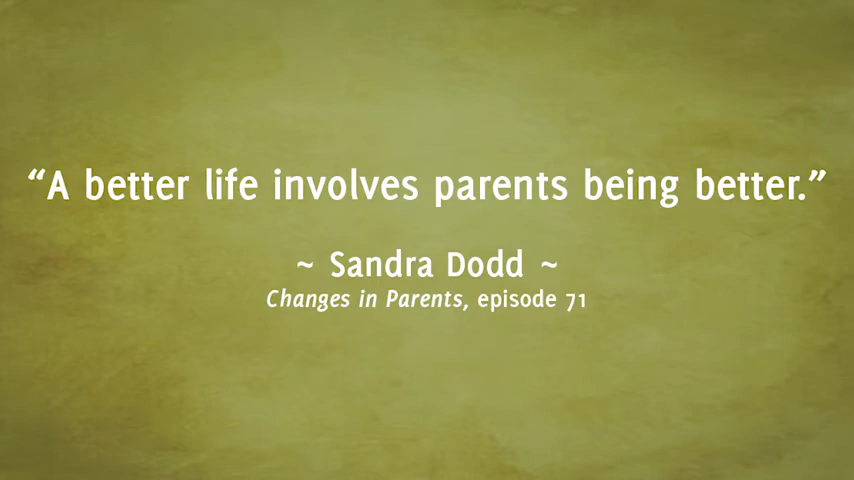 “A better life involves parents being better.”
~ Sandra Dodd ~
Changes in Parents, episode 71